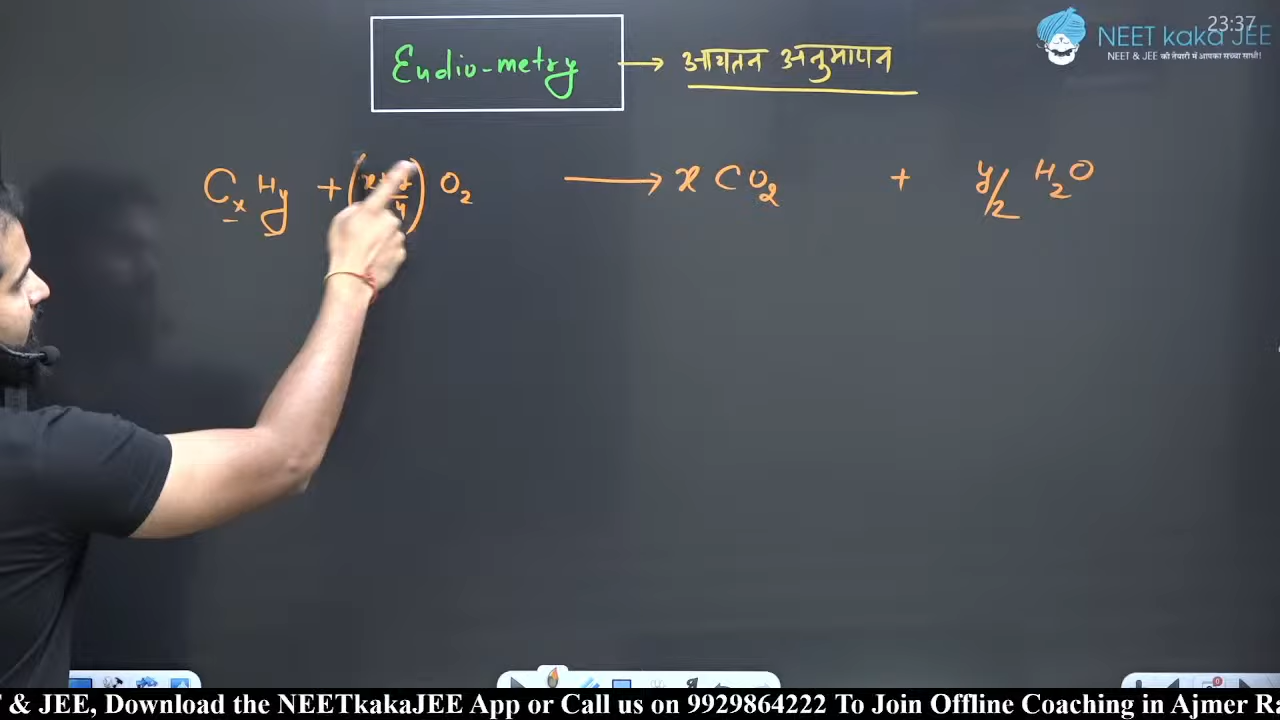 Eudio-metry → आयतन अनुमापन
23:37
NEET kaka JEE
NEET & JEE की तैयारी में आपका सच्चा साथी!
CxHy + (x+y/4) O2 → x CO2 + y/2 H2O
& JEE, Download the NEETkakaJEE App or Call us on 9929864222 To Join Offline Coaching in Ajmer